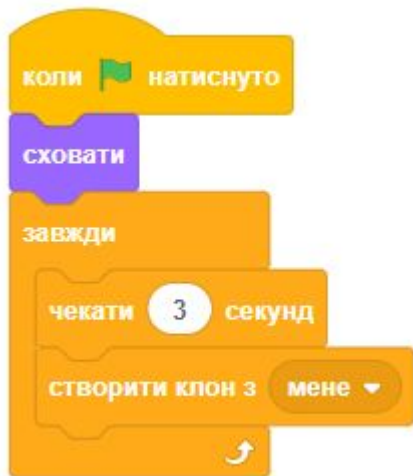 коли натиснуто
сховати
завжди
чекати 3 секунд
створити клон з мене